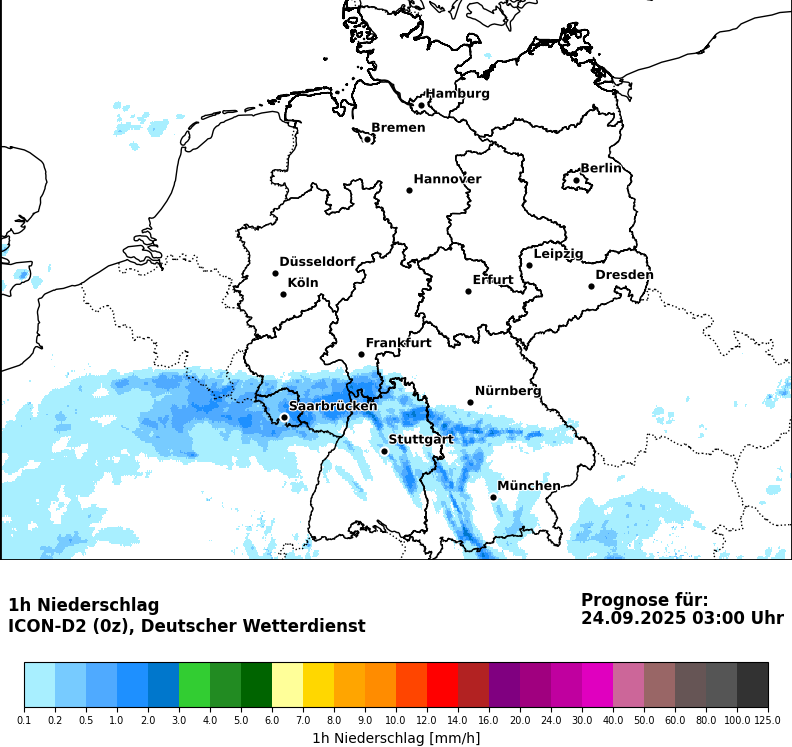 Hamburg
Bremen
Berlin
Hannover
Leipzig
Düsseldorf
Dresden
Köln
Erfurt
Frankfurt
Nürnberg
Saarbrücken
Stuttgart
München
1h Niederschlag
ICON-D2 (0z), Deutscher Wetterdienst
Prognose für:
24.09.2025 03:00 Uhr
0.1 0.2 0.5 1.0 2.0 3.0 4.0 5.0 6.0 7.0 9.0 10.0 12.0 14.0 16.0 20.0 24.0 30.0 40.0 50.0 60.0 80.0 100.0 125.0
1h Niederschlag [mm/h]